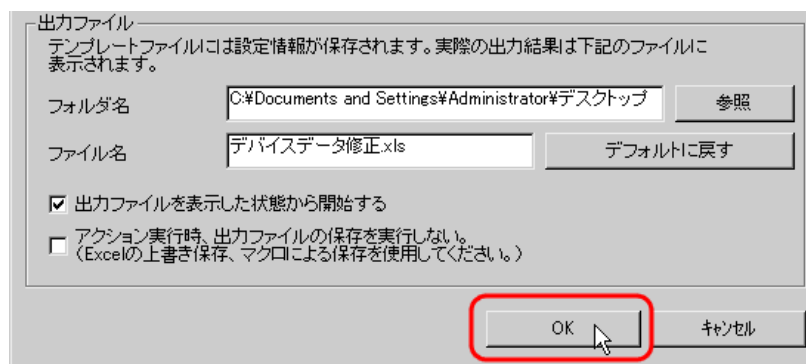 出力ファイル
テンプレートファイルには設定情報が保存されます。実際の出力結果は下記のファイルに
表示されます。
フォルダ名
C:¥Documents and Settings¥Administrator¥デスクトップ
参照
ファイル名
デバイスデータ修正.xls
デフォルトに戻す
出力ファイルを表示した状態から開始する
アクション実行時、出力ファイルの保存を実行しない。
（Excelの上書き保存、マクロによる保存を使用してください。）
OK
キャンセル